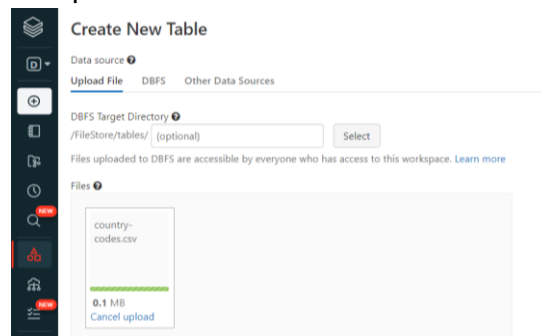 Create New Table
D
Data source
Upload File DBFS Other Data Sources
DBFS Target Directory
/FileStore/tables/ (optional) Select
Files uploaded to DBFS are accessible by everyone who has access to this workspace. Learn more
Files
NEW
country-
codes.csv
0.1 MB
Cancel upload
NEW